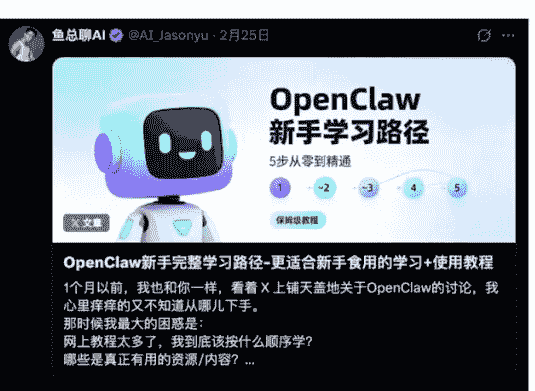 鱼总聊AI @AI_Jasonyu · 2月25日
OpenClaw
新手学习路径
5步从零到精通
1 ~2 ~3 4 5
保姆级教程
文章
OpenClaw新手完整学习路径-更适合新手食用的学习+使用教程
1个月以前，我也和你一样，看着 X 上铺天盖地关于OpenClaw的讨论，我
心里痒痒的又不知道从哪儿下手。
那时候我最大的困惑是：
网上教程太多了，我到底该按什么顺序学？
哪些是真正有用的资源/内容？...